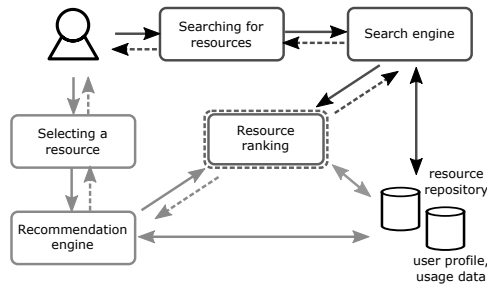 Searching for
resources
Search engine
Selecting a
resource
Resource
ranking
resource
repository
Recommendation
engine
user profile,
usage data